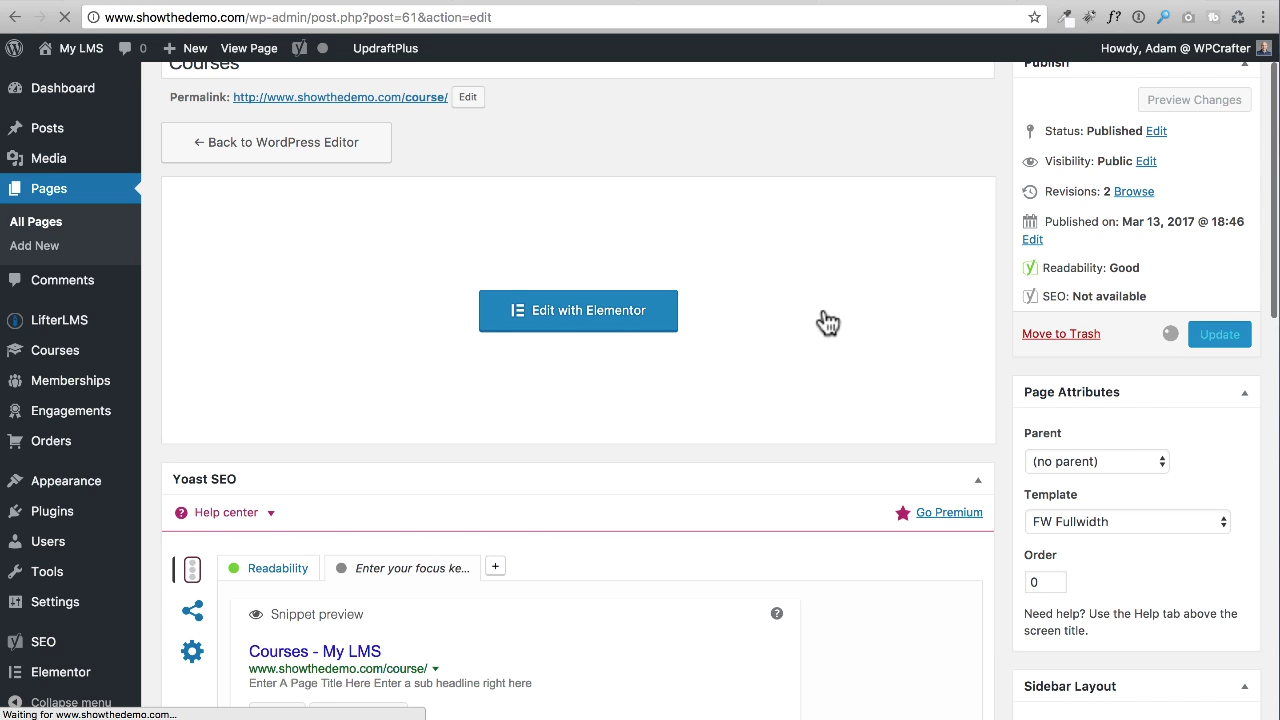 www.showthedemo.com/wp-admin/post.php?post=61&action=edit
My LMS 0 New View Page UpdraftPlus Howdy, Adam @ WPCrafter
Dashboard
Posts
Media
Pages
All Pages
Add New
Comments
LifterLMS
Courses
Memberships
Engagements
Orders
Appearance
Plugins
Users
Tools
Settings
SEO
Elementor
Collapse menu
Waiting for www.showthedemo.com...
Courses
Permalink: http://www.showthedemo.com/course/ Edit
← Back to WordPress Editor
Edit with Elementor
Yoast SEO
Help center Go Premium
Readability Enter your focus ke... +
Snippet preview ?
Courses - My LMS
www.showthedemo.com/course/
Enter A Page Title Here Enter a sub headline right here
Publish
Preview Changes
Status: Published Edit
Visibility: Public Edit
Revisions: 2 Browse
Published on: Mar 13, 2017 @ 18:46
Edit
Readability: Good
SEO: Not available
Move to Trash Update
Page Attributes
Parent
(no parent)
Template
FW Fullwidth
Order
0
Need help? Use the Help tab above the
screen title.
Sidebar Layout